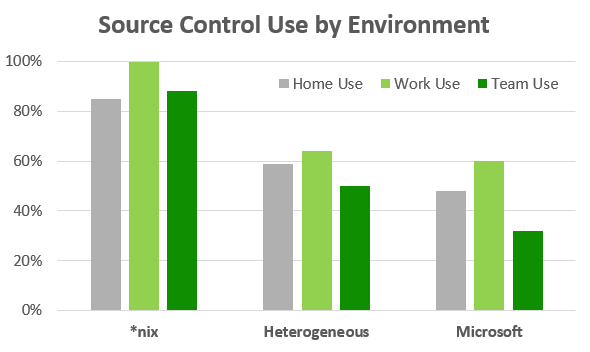 Source Control Use by Environment
100%
Home Use Work Use Team Use
80%
60%
40%
20%
0%
*nix Heterogeneous Microsoft